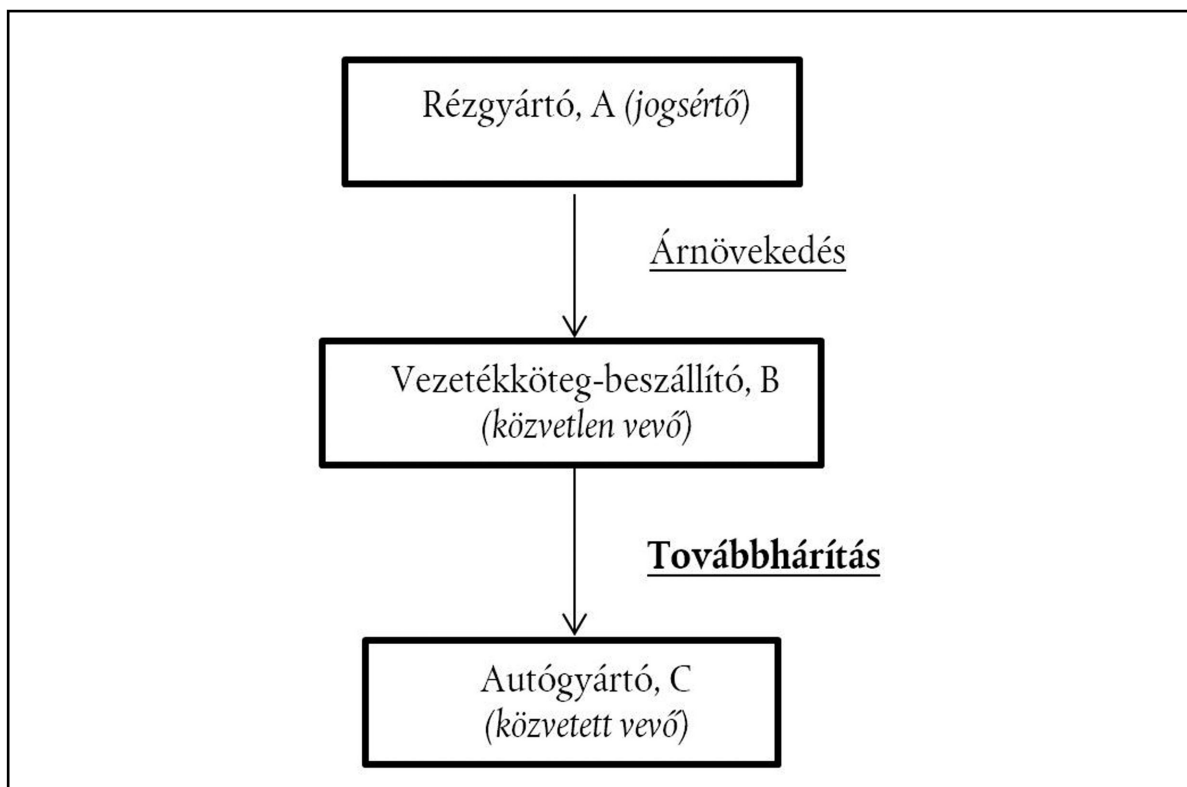 Rézgyártó, A (jogsértő)
Árnövekedés
Vezetékköteg-beszállító, B
(közvetlen vevő)
Továbbhárítás
Autógyártó, C
(közvetett vevő)